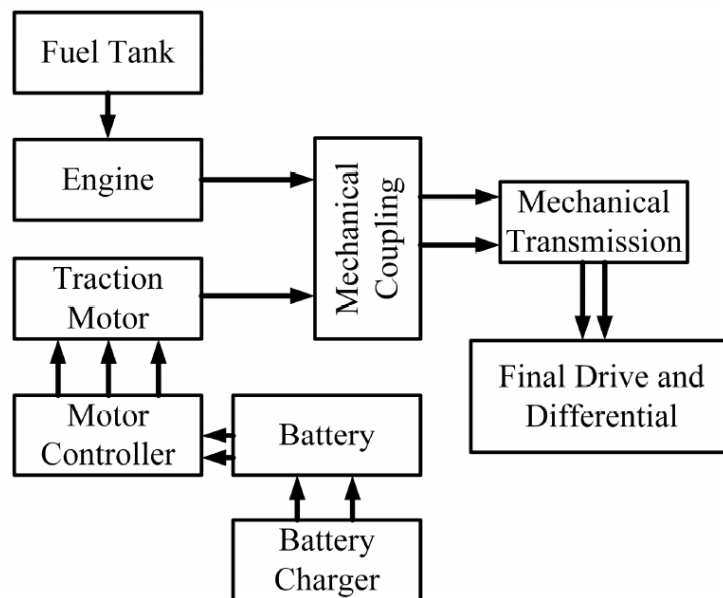 Fuel Tank
Engine
Mechanical
Coupling
Mechanical
Transmission
Traction
Motor
Final Drive and
Differential
Motor
Controller
Battery
Battery
Charger